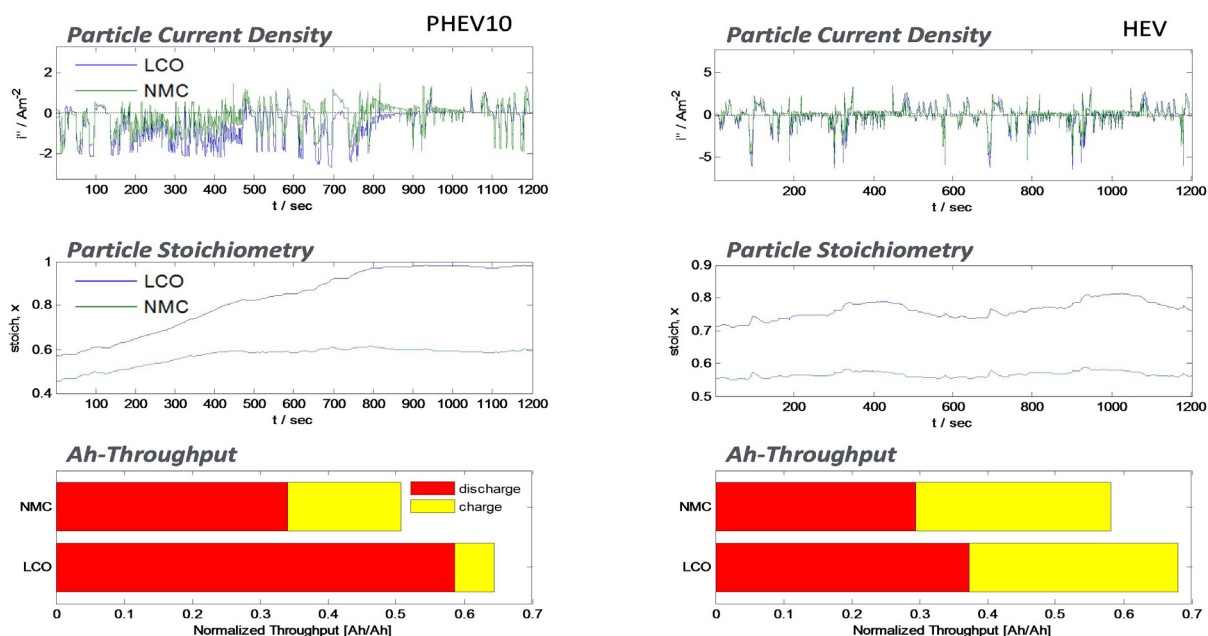 PHEV10
Particle Current Density
LCO
NMC
i'' / Am-2
2
0
-2
100 200 300 400 500 600 700 800 900 1000 1100 1200
t / sec
Particle Stoichiometry
LCO
NMC
stoich, x
1
0.8
0.6
0.4
100 200 300 400 500 600 700 800 900 1000 1100 1200
t / sec
Ah-Throughput
NMC
LCO
discharge
charge
0 0.1 0.2 0.3 0.4 0.5 0.6 0.7
Normalized Throughput [Ah/Ah]
HEV
Particle Current Density
i'' / Am-2
5
0
-5
200 400 600 800 1000 1200
t / sec
Particle Stoichiometry
stoich, x
0.9
0.8
0.7
0.6
0.5
200 400 600 800 1000 1200
t / sec
Ah-Throughput
NMC
LCO
0 0.1 0.2 0.3 0.4 0.5 0.6 0.7
Normalized Throughput [Ah/Ah]